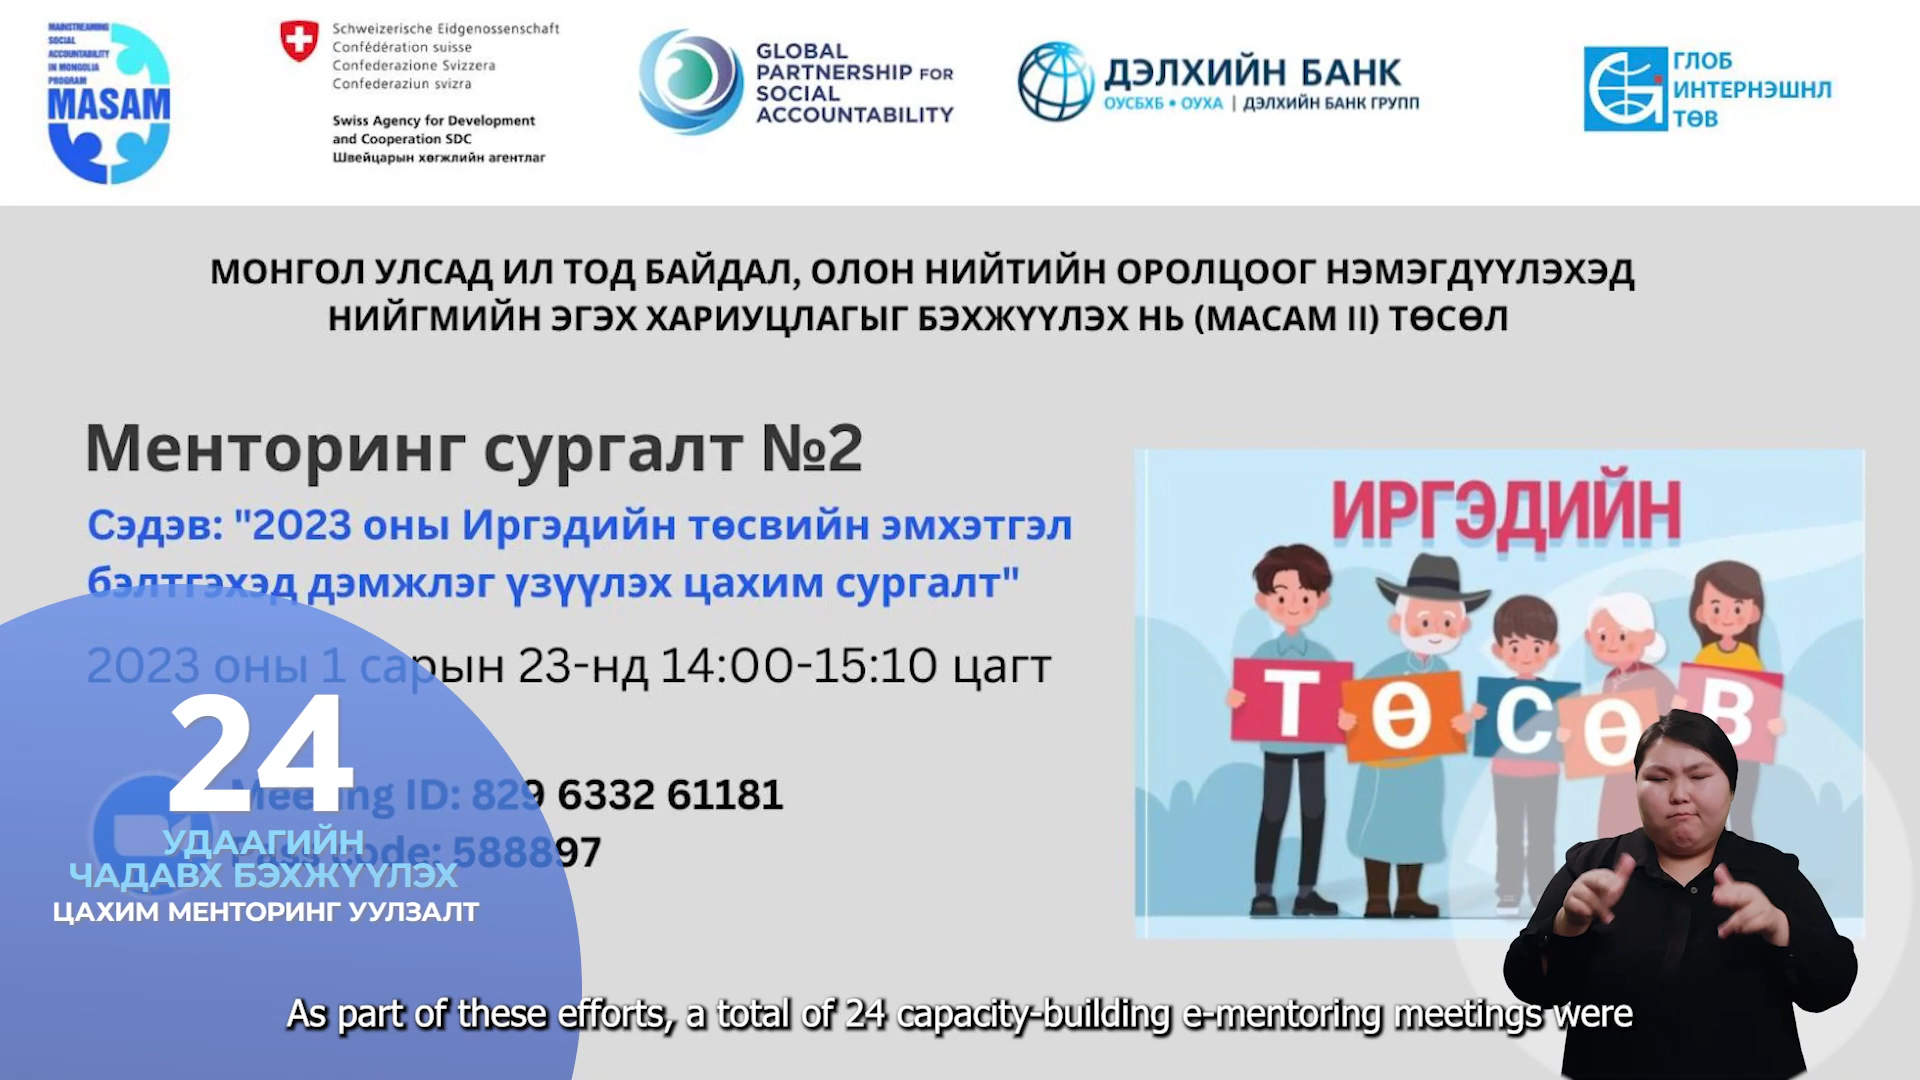 MAINSTREAMING
SOCIAL
ACCOUNTABILITY
IN MONGOLIA
PROGRAM
MASAM
Schweizerische Eidgenossenschaft
Confédération suisse
Confederazione Svizzera
Confederaziun svizra
Swiss Agency for Development
and Cooperation SDC
Швейцарын хөгжлийн агентлаг
GLOBAL
PARTNERSHIP FOR
SOCIAL
ACCOUNTABILITY
ДЭЛХИЙН БАНК
ОУСБХБ • ОУХА | ДЭЛХИЙН БАНК ГРУПП
ГЛОБ
ИНТЕРНЭШНЛ
ТӨВ
МОНГОЛ УЛСАД ИЛ ТОД БАЙДАЛ, ОЛОН НИЙТИЙН ОРОЛЦООГ НЭМЭГДҮҮЛЭХЭД
НИЙГМИЙН ЭГЭХ ХАРИУЦЛАГЫГ БЭХЖҮҮЛЭХ НЬ (МАСАМ II) ТӨСӨЛ
Менторинг сургалт №2
Сэдэв: "2023 оны Иргэдийн төсвийн эмхэтгэл
бэлтгэхэд дэмжлэг үзүүлэх цахим сургалт"
2023 оны 1 сарын 23-нд 14:00-15:10 цагт
Meeting ID: 829 6332 61181
Pass code: 588897
ИРГЭДИЙН
ТӨСӨВ
24
УДААГИЙН
ЧАДАВХ БЭХЖҮҮЛЭХ
ЦАХИМ МЕНТОРИНГ УУЛЗАЛТ
As part of these efforts, a total of 24 capacity-building e-mentoring meetings were